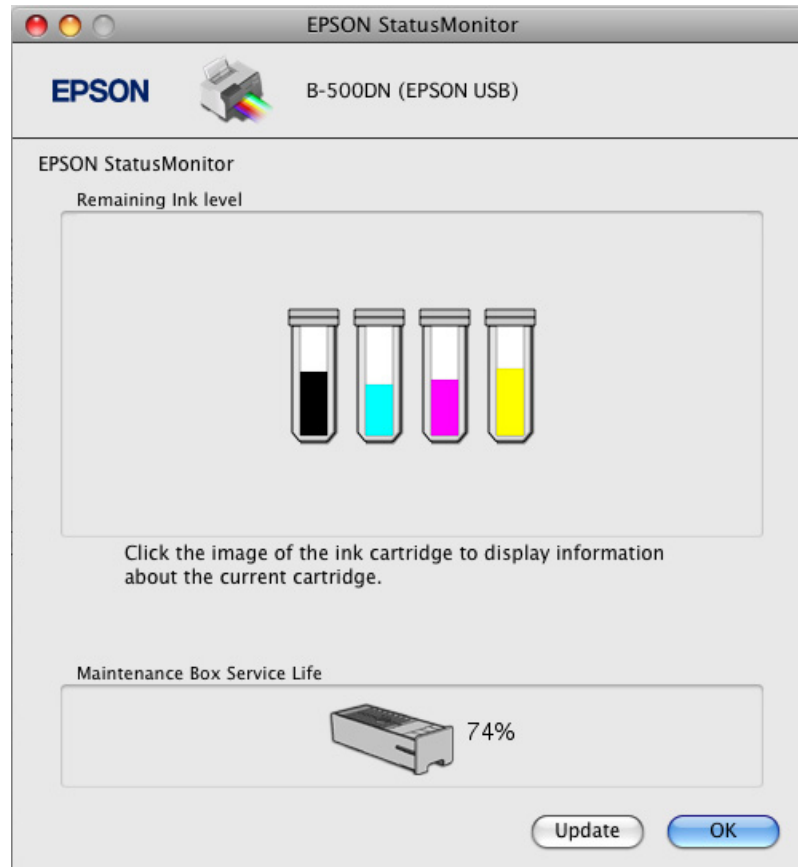 EPSON StatusMonitor
EPSON
B-500DN (EPSON USB)
EPSON StatusMonitor
Remaining Ink level
Click the image of the ink cartridge to display information
about the current cartridge.
Maintenance Box Service Life
74%
Update
OK